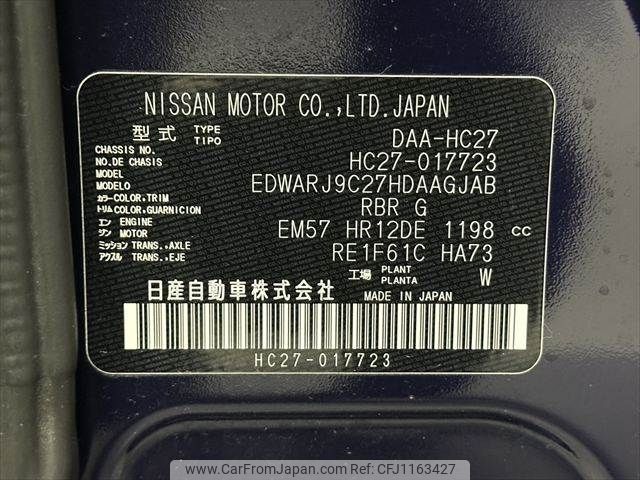 NISSAN MOTOR CO.,LTD.JAPAN
型式 TYPE TIPO DAA-HC27
CHASSIS NO.
NO.DE CHASIS HC27-017723
MODEL
MODELO EDWARJ9C27HDAAGJAB
カラー COLOR,TRIM
トリム COLOR,GUARNICION RBR G
エン ENGINE
ジン MOTOR EM57 HR12DE 1198 cc
ミッション TRANS.,AXLE
アクスル TRANS.,EJE RE1F61C HA73
工場 PLANT PLANTA W
日産自動車株式会社 MADE IN JAPAN
HC27-017723
www.carFromJapan.com REF No. CFJ1163427